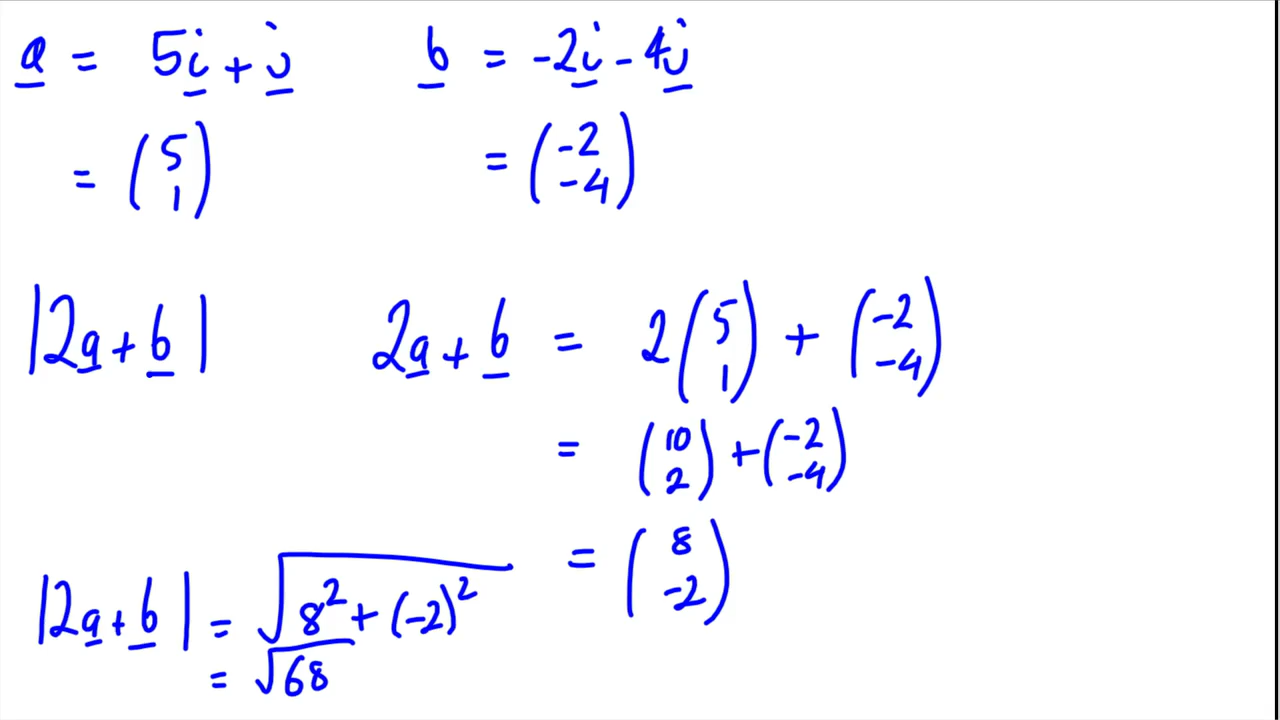 a = 5i + j b = -2i - 4j
= (5 1) = (-2 -4)
|2a + b| 2a + b = 2(5 1) + (-2 -4)
= (10 2) + (-2 -4)
= (8 -2)
|2a + b| = √(8² + (-2)²)
= √68